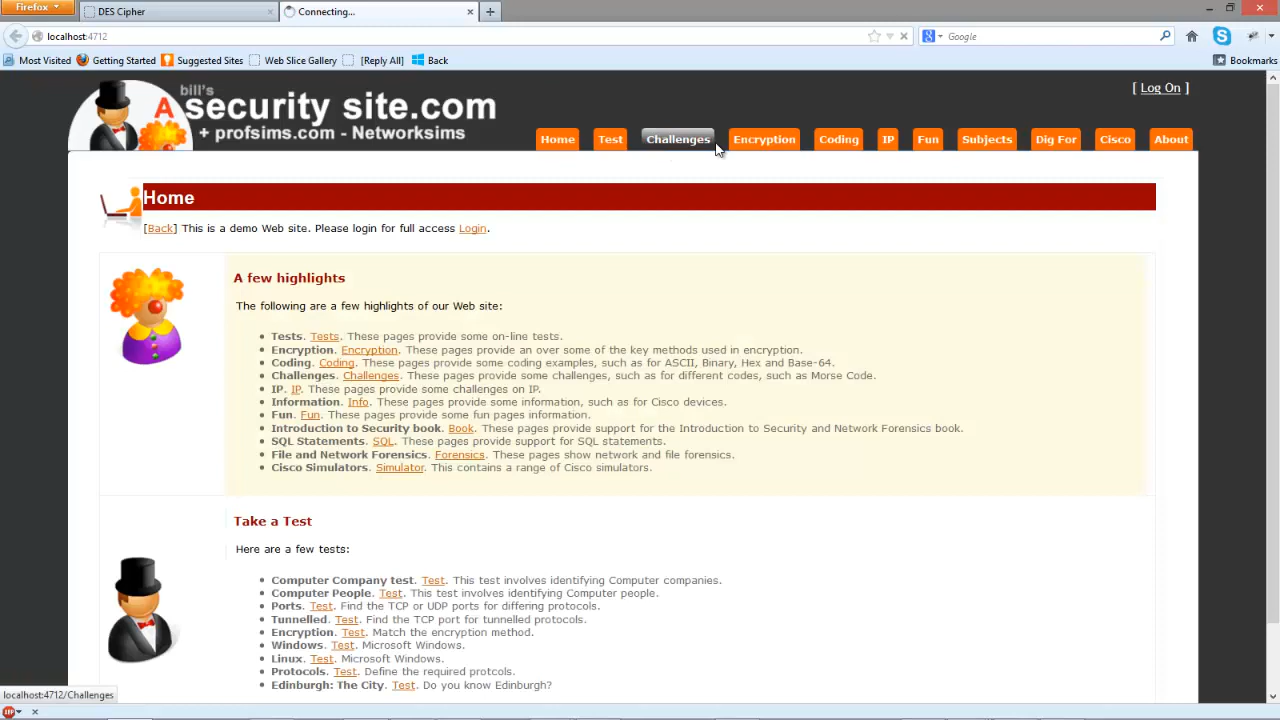 Firefox
DES Cipher
Connecting...
localhost:4712
Google
Most Visited Getting Started Suggested Sites Web Slice Gallery [Reply All] Back Bookmarks
bill's
A security site.com
+ profsims.com - Networksims
[ Log On ]
Home Test Challenges Encryption Coding IP Fun Subjects Dig For Cisco About
Home
[Back] This is a demo Web site. Please login for full access Login.
A few highlights
The following are a few highlights of our Web site:
Tests. Tests. These pages provide some on-line tests.
Encryption. Encryption. These pages provide an over some of the key methods used in encryption.
Coding. Coding. These pages provide some coding examples, such as for ASCII, Binary, Hex and Base-64.
Challenges. Challenges. These pages provide some challenges, such as for different codes, such as Morse Code.
IP. IP. These pages provide some challenges on IP.
Information. Info. These pages provide some information, such as for Cisco devices.
Fun. Fun. These pages provide some fun pages information.
Introduction to Security book. Book. These pages provide support for the Introduction to Security and Network Forensics book.
SQL Statements. SQL. These pages provide support for SQL statements.
File and Network Forensics. Forensics. These pages show network and file forensics.
Cisco Simulators. Simulator. This contains a range of Cisco simulators.
Take a Test
Here are a few tests:
Computer Company test. Test. This test involves identifying Computer companies.
Computer People. Test. This test involves identifying Computer people.
Ports. Test. Find the TCP or UDP ports for differing protocols.
Tunnelled. Test. Find the TCP port for tunnelled protocols.
Encryption. Test. Match the encryption method.
Windows. Test. Microsoft Windows.
Linux. Test. Microsoft Windows.
Protocols. Test. Define the required protcols.
Edinburgh: The City. Test. Do you know Edinburgh?
localhost:4712/Challenges